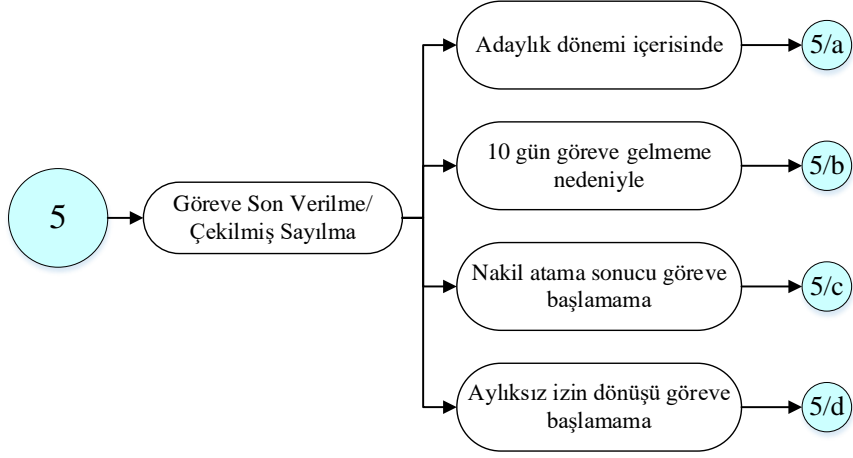 5
Göreve Son Verilme/
Çekilmiş Sayılma
Adaylık dönemi içerisinde
5/a
10 gün göreve gelmeme
nedeniyle
5/b
Nakil atama sonucu göreve
başlamama
5/c
Aylıksız izin dönüşü göreve
başlamama
5/d